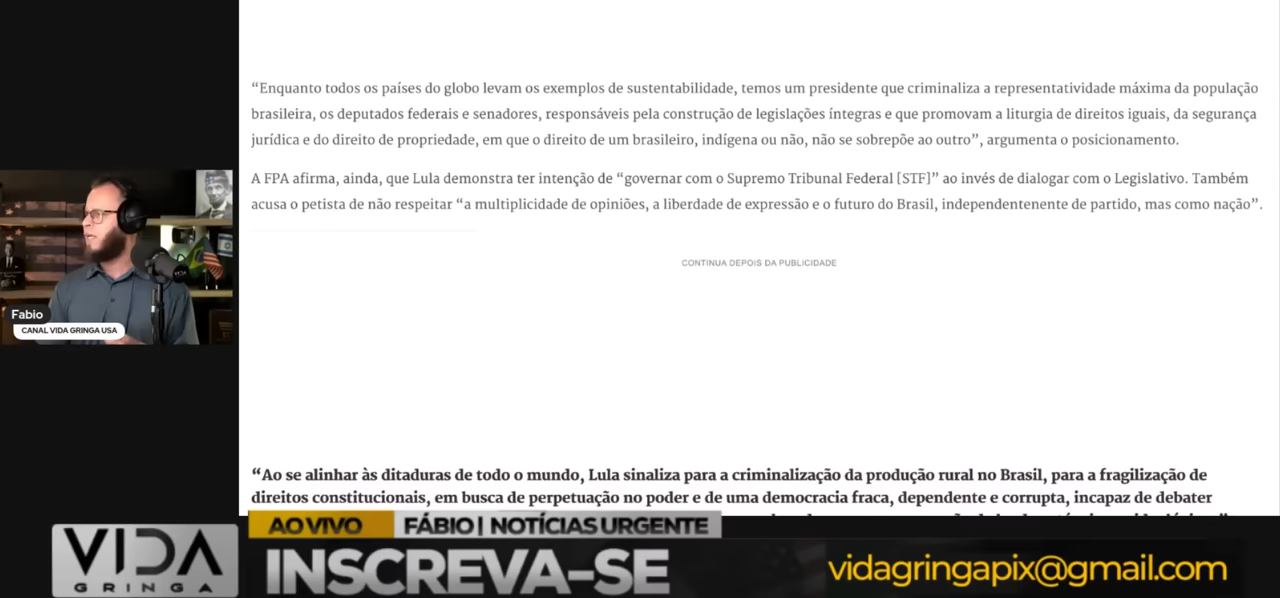 “Enquanto todos os países do globo levam os exemplos de sustentabilidade, temos um presidente que criminaliza a representatividade máxima da população
brasileira, os deputados federais e senadores, responsáveis pela construção de legislações íntegras e que promovam a liturgia de direitos iguais, da segurança
jurídica e do direito de propriedade, em que o direito de um brasileiro, indígena ou não, não se sobrepõe ao outro”, argumenta o posicionamento.
A FPA afirma, ainda, que Lula demonstra ter intenção de “governar com o Supremo Tribunal Federal [STF]” ao invés de dialogar com o Legislativo. Também
acusa o petista de não respeitar “a multiplicidade de opiniões, a liberdade de expressão e o futuro do Brasil, independentenente de partido, mas como nação”.
CONTINUA DEPOIS DA PUBLICIDADE
“Ao se alinhar às ditaduras de todo o mundo, Lula sinaliza para a criminalização da produção rural no Brasil, para a fragilização de
direitos constitucionais, em busca de perpetuação no poder e de uma democracia fraca, dependente e corrupta, incapaz de debater
VIDA
Fabio
CANAL VIDA GRINGA USA
AO VIVO FÁBIO | NOTÍCIAS URGENTE
VIDA
GRINGA
INSCREVA-SE
vidagringapix@gmail.com